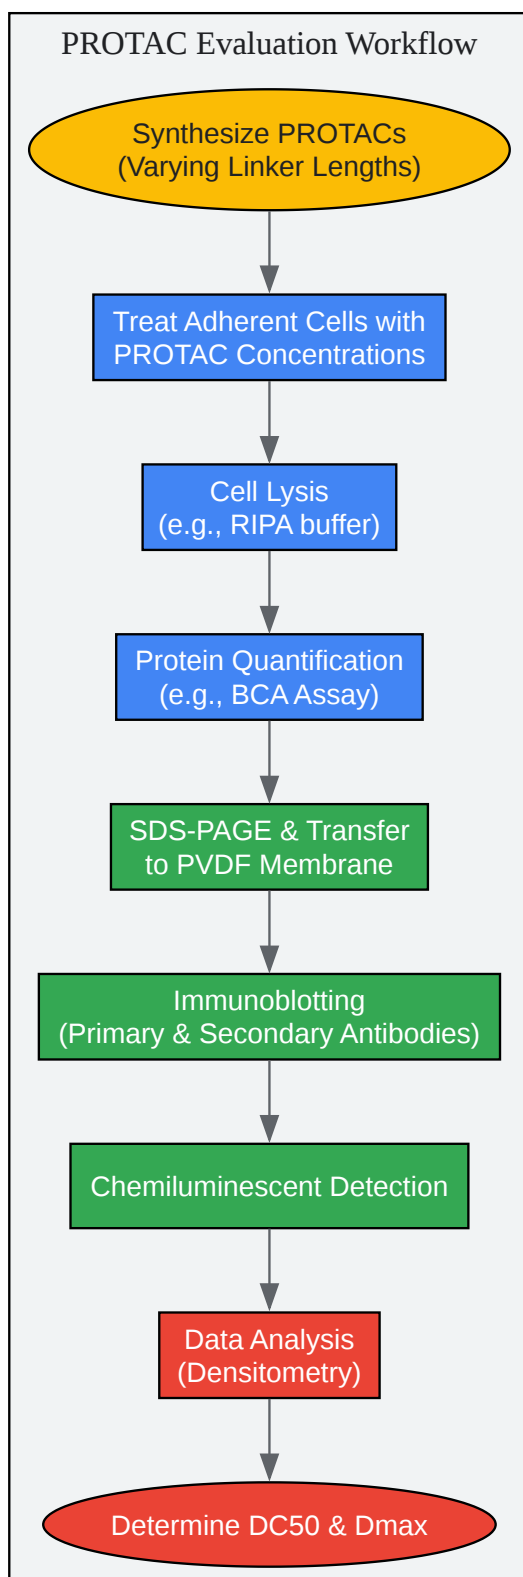 PROTAC Evaluation Workflow
Synthesize PROTACs
(Varying Linker Lengths)
Treat Adherent Cells with
PROTAC Concentrations
Cell Lysis
(e.g., RIPA buffer)
Protein Quantification
(e.g., BCA Assay)
SDS-PAGE & Transfer
to PVDF Membrane
Immunoblotting
(Primary & Secondary Antibodies)
Chemiluminescent Detection
Data Analysis
(Densitometry)
Determine DC50 & Dmax